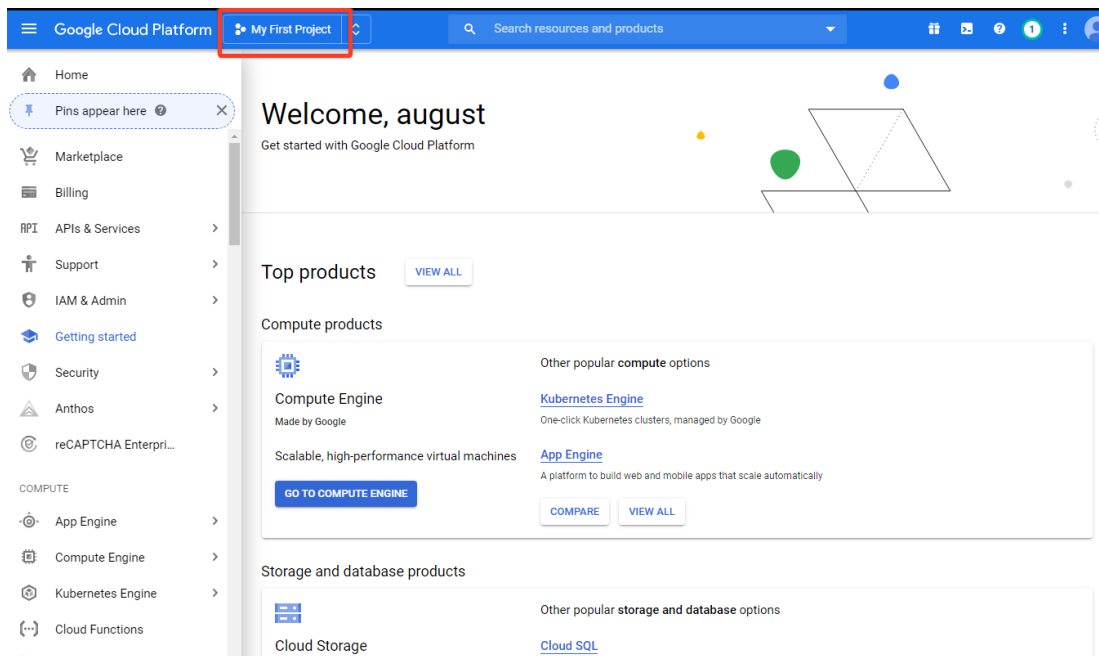 Google Cloud Platform
My First Project
Search resources and products
1
Home
Pins appear here
Marketplace
Billing
API APIs & Services
Support
IAM & Admin
Getting started
Security
Anthos
reCAPTCHA Enterpri...
COMPUTE
App Engine
Compute Engine
Kubernetes Engine
Cloud Functions
Welcome, august
Get started with Google Cloud Platform
Top products
VIEW ALL
Compute products
Compute Engine
Made by Google
Scalable, high-performance virtual machines
GO TO COMPUTE ENGINE
Other popular compute options
Kubernetes Engine
One-click Kubernetes clusters, managed by Google
App Engine
A platform to build web and mobile apps that scale automatically
COMPARE
VIEW ALL
Storage and database products
Cloud Storage
Other popular storage and database options
Cloud SQL